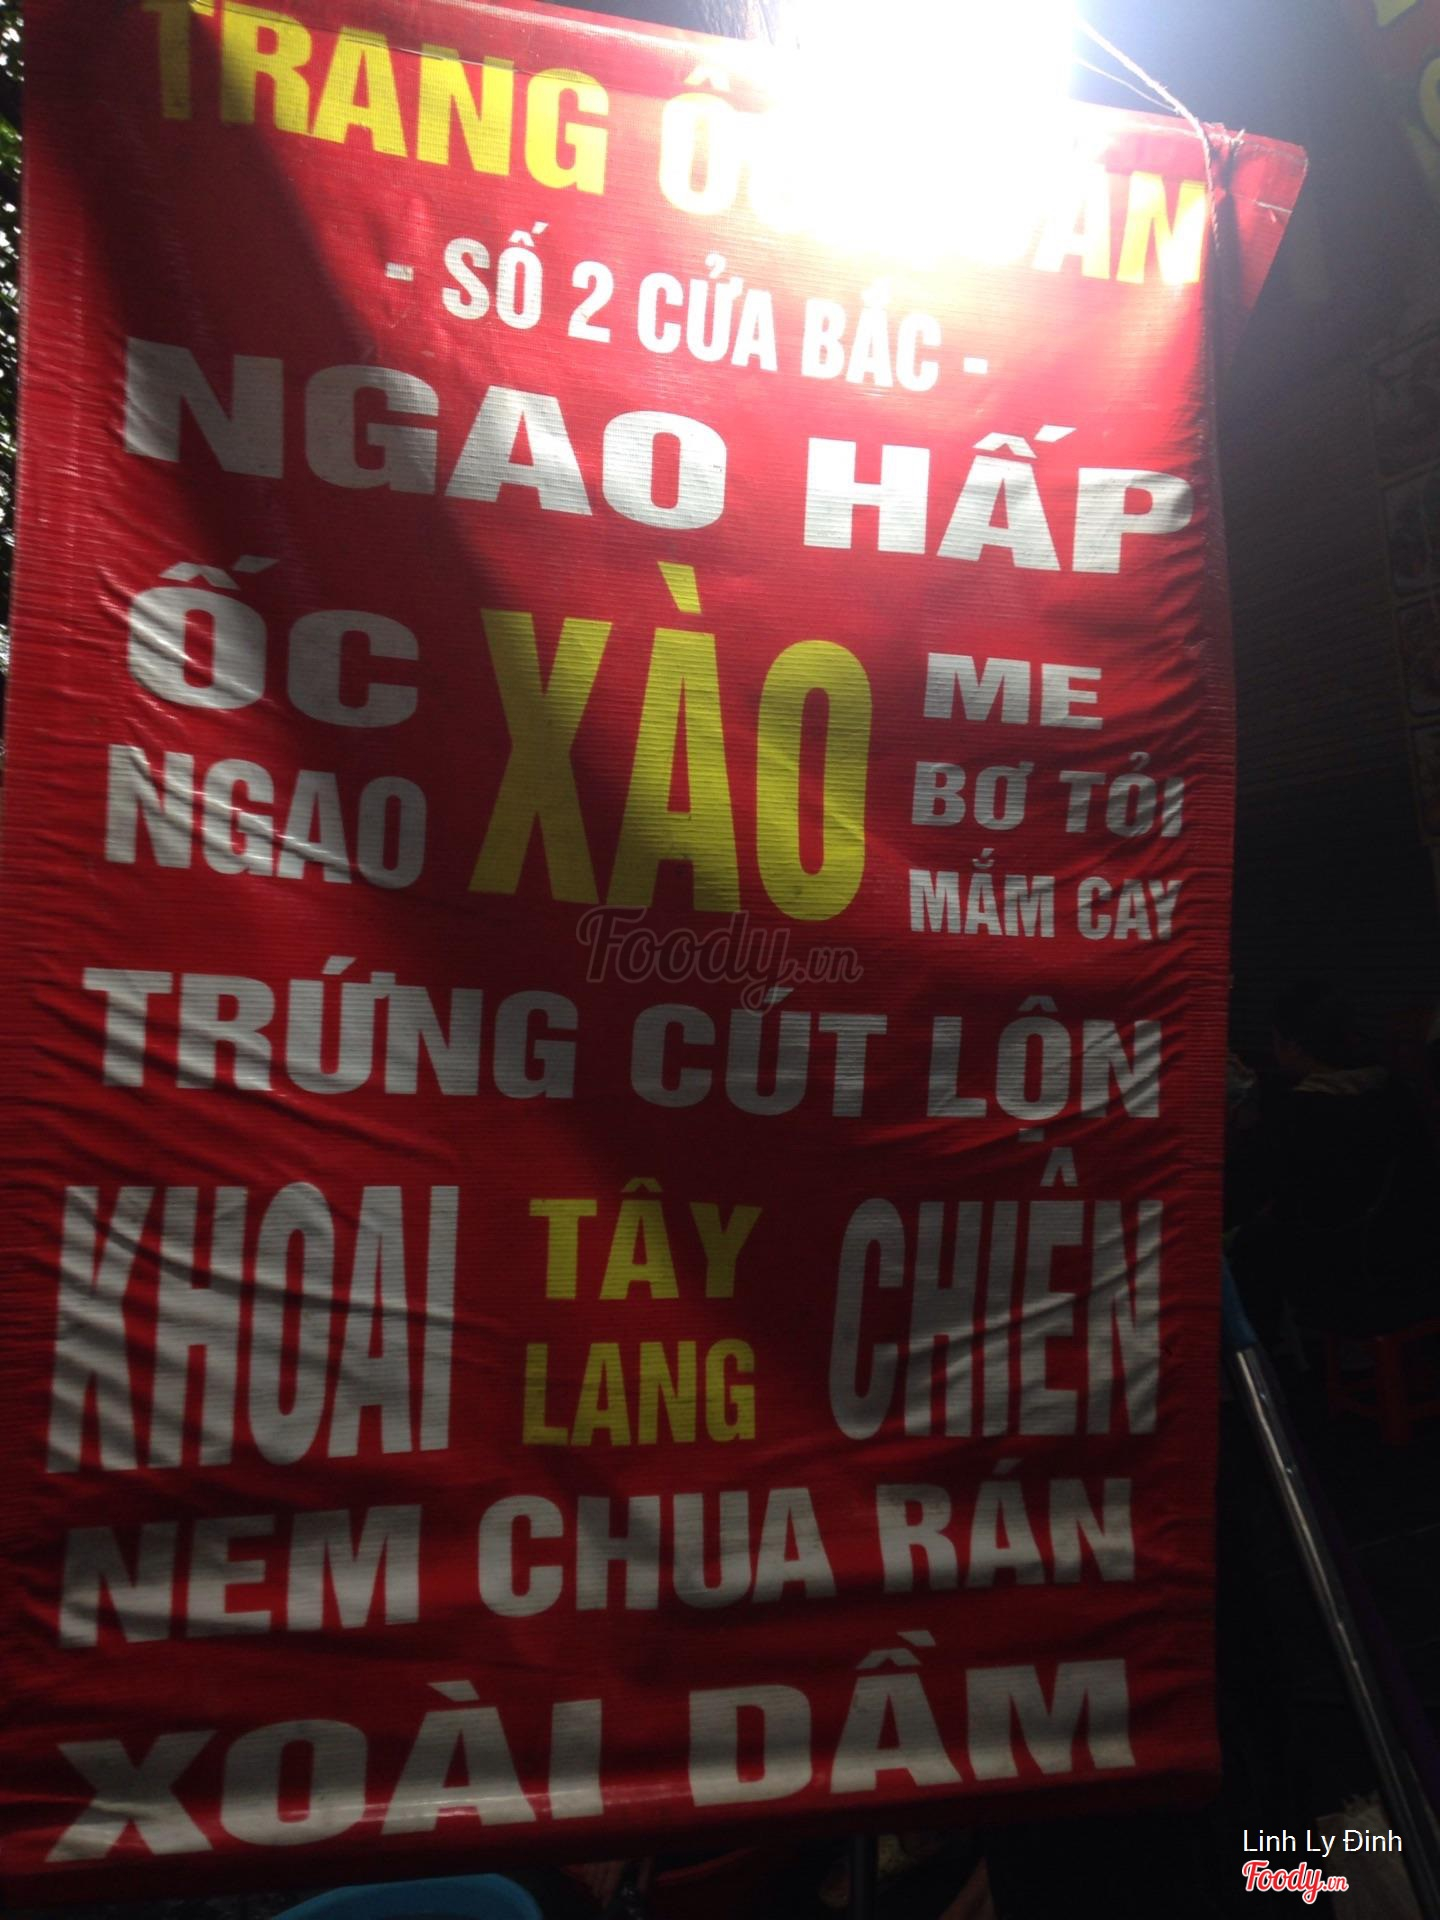 TRANG ỐC
- SỐ 2 CỬA BẮC -
NGAO HẤP
ỐC
NGAO
XÀO
ME
BƠ TỎI
MẮM CAY
TRỨNG CÚT LỘN
KHOAI
TÂY
LANG
CHIÊN
NEM CHUA RÁN
XOÀI DẦM
Foody.vn
Linh Ly Đinh
Foody.vn